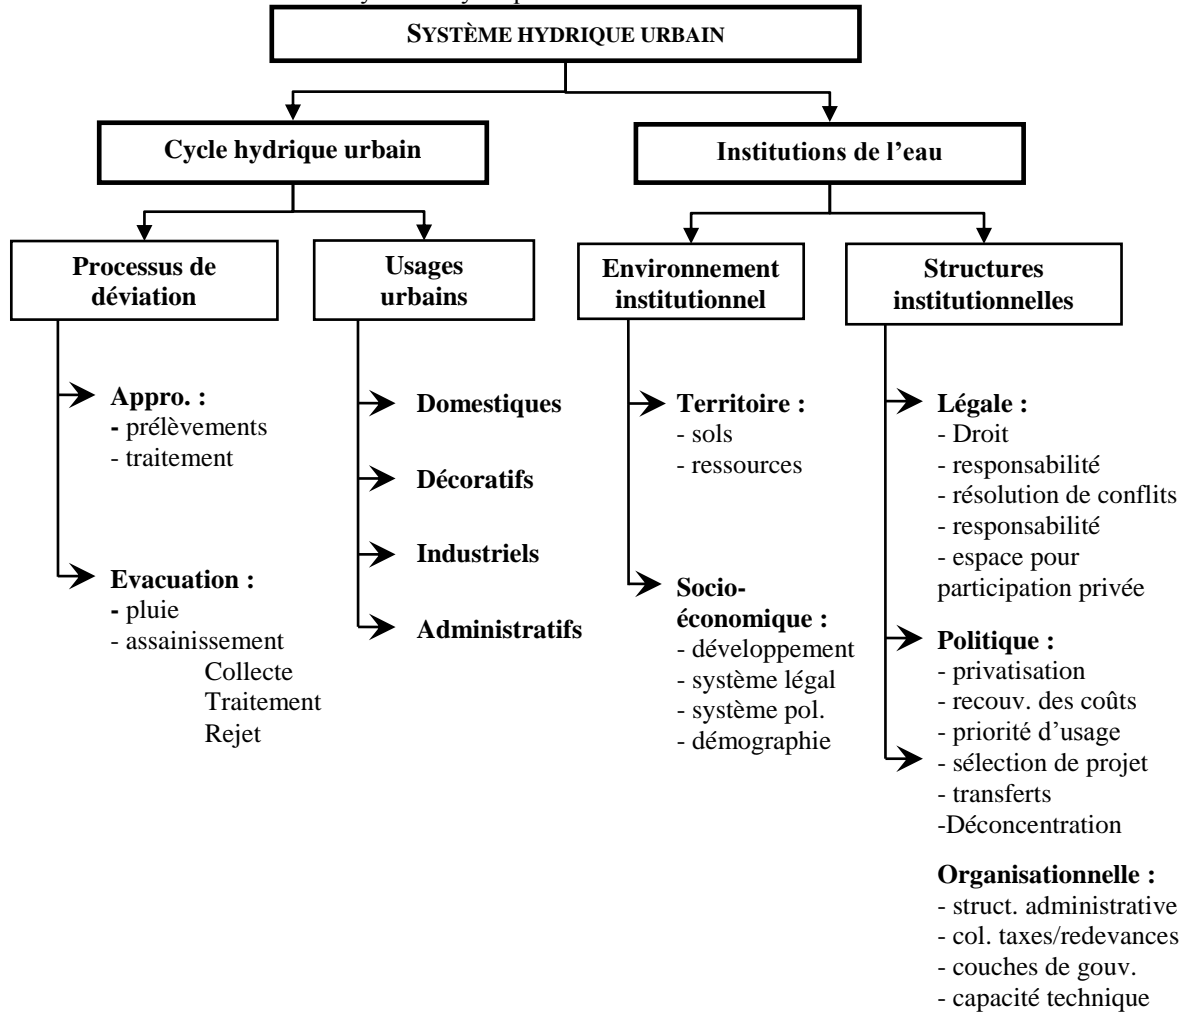 SYSTÈME HYDRIQUE URBAIN
Cycle hydrique urbain
Institutions de l’eau
Processus de
déviation
Usages
urbains
Environnement
institutionnel
Structures
institutionnelles
Appro. :
- prélèvements
- traitement
Evacuation :
- pluie
- assainissement
Collecte
Traitement
Rejet
Domestiques
Décoratifs
Industriels
Administratifs
Territoire :
- sols
- ressources
Socio-
économique :
- développement
- système légal
- système pol.
- démographie
Légale :
- Droit
- responsabilité
- résolution de conflits
- responsabilité
- espace pour
participation privée
Politique :
- privatisation
- recouv. des coûts
- priorité d’usage
- sélection de projet
- transferts
-Déconcentration
Organisationnelle :
- struct. administrative
- col. taxes/redevances
- couches de gouv.
- capacité technique